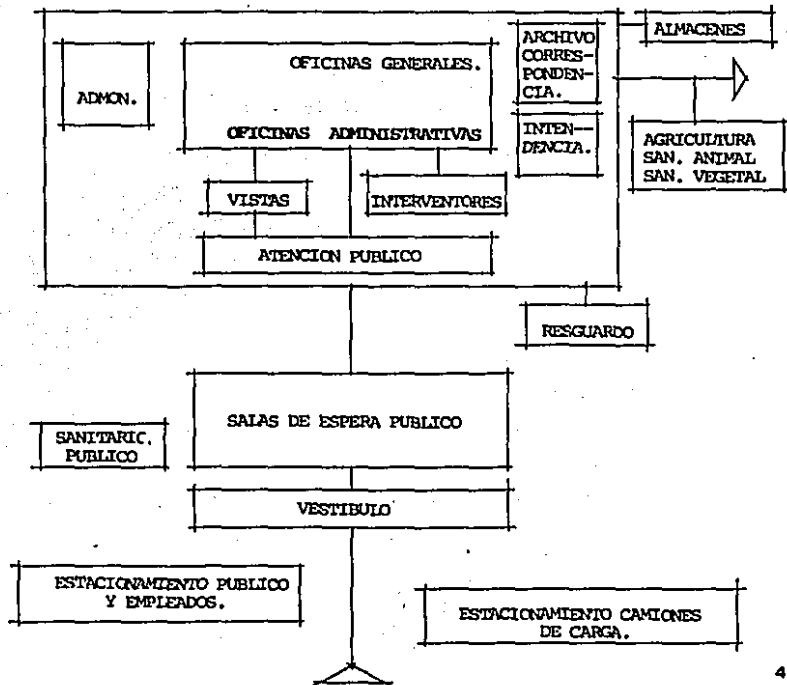 ALMACENES
ARCHIVO
CORRES-
PONDEN-
CIA.
OFICINAS GENERALES.
ADMON.
OFICINAS ADMINISTRATIVAS
INTEN--
DENCIA.
AGRICULTURA
SAN. ANIMAL
SAN. VEGETAL
VISTAS
INTERVENTORES
ATENCION PUBLICO
RESGUARDO
SALAS DE ESPERA PUBLICO
SANITARIC.
PUBLICO
VESTIBULO
ESTACIONAMIENTO PUBLICO
Y EMPLEADOS.
ESTACIONAMIENTO CAMIONES
DE CARGA.
4